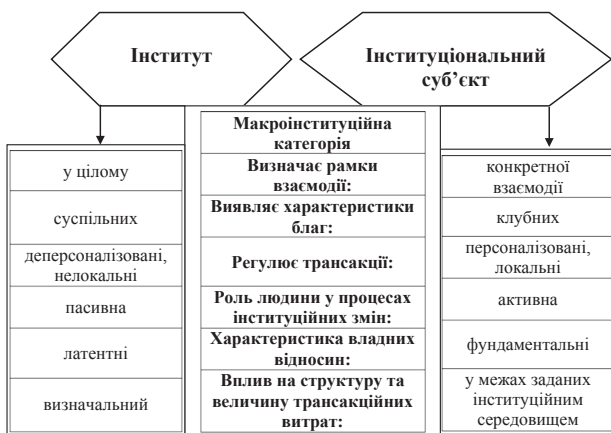 Інститут
Інституціональний
суб’єкт
у цілому
суспільних
деперсоналізовані,
нелокальні
пасивна
латентні
визначальний
Макроінституційна
категорія
Визначає рамки
взаємодії:
Виявляє характеристики
благ:
Регулює трансакції:
Роль людини у процесах
інституційних змін:
Характеристика владних
відносин:
Вплив на структуру та
величину трансакційних
витрат:
конкретної
взаємодії
клубних
персоналізовані,
локальні
активна
фундаментальні
у межах заданих
інституційним
середовищем